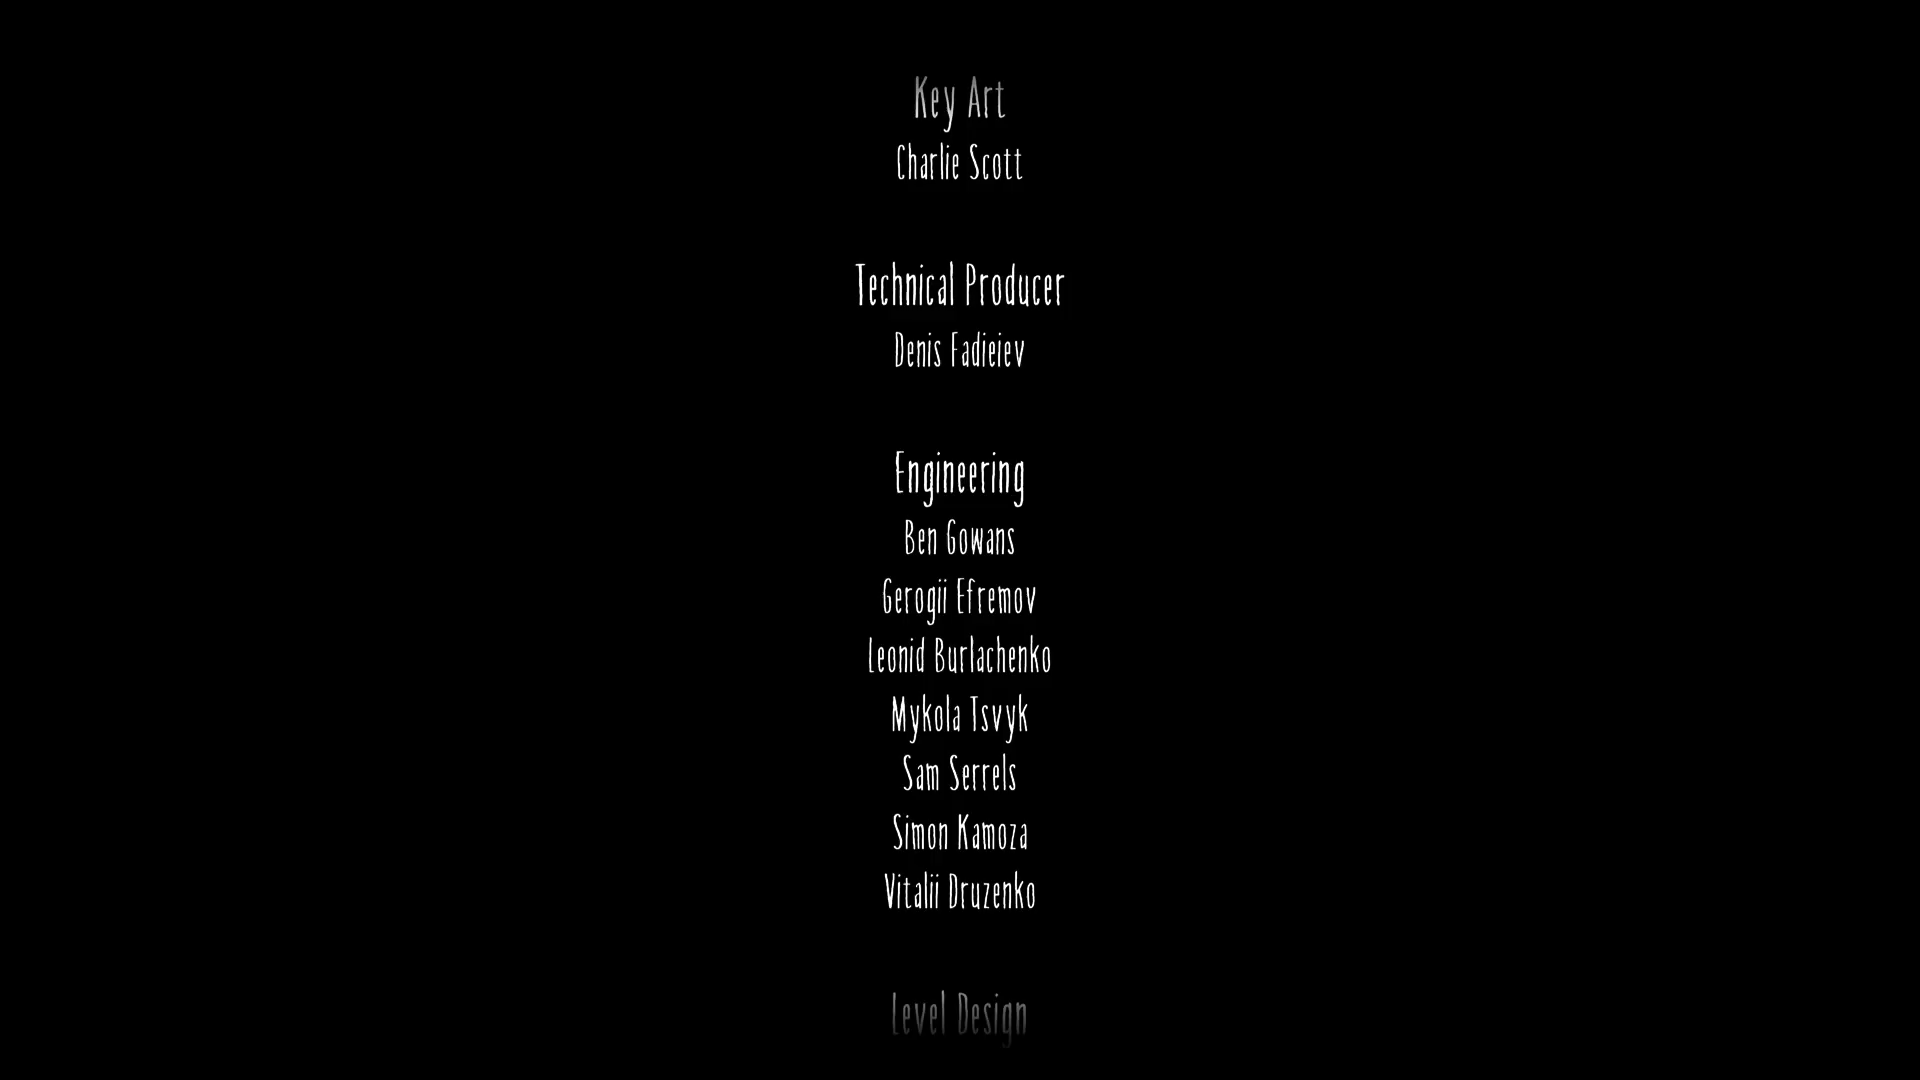 Key Art
Charlie Scott
Technical Producer
Denis Fadieiev
Engineering
Ben Gowans
Gerogii Efremov
Leonid Burlachenko
Mykola Tsvyk
Sam Serrels
Simon Kamoza
Vitalii Druzenko
Level Design